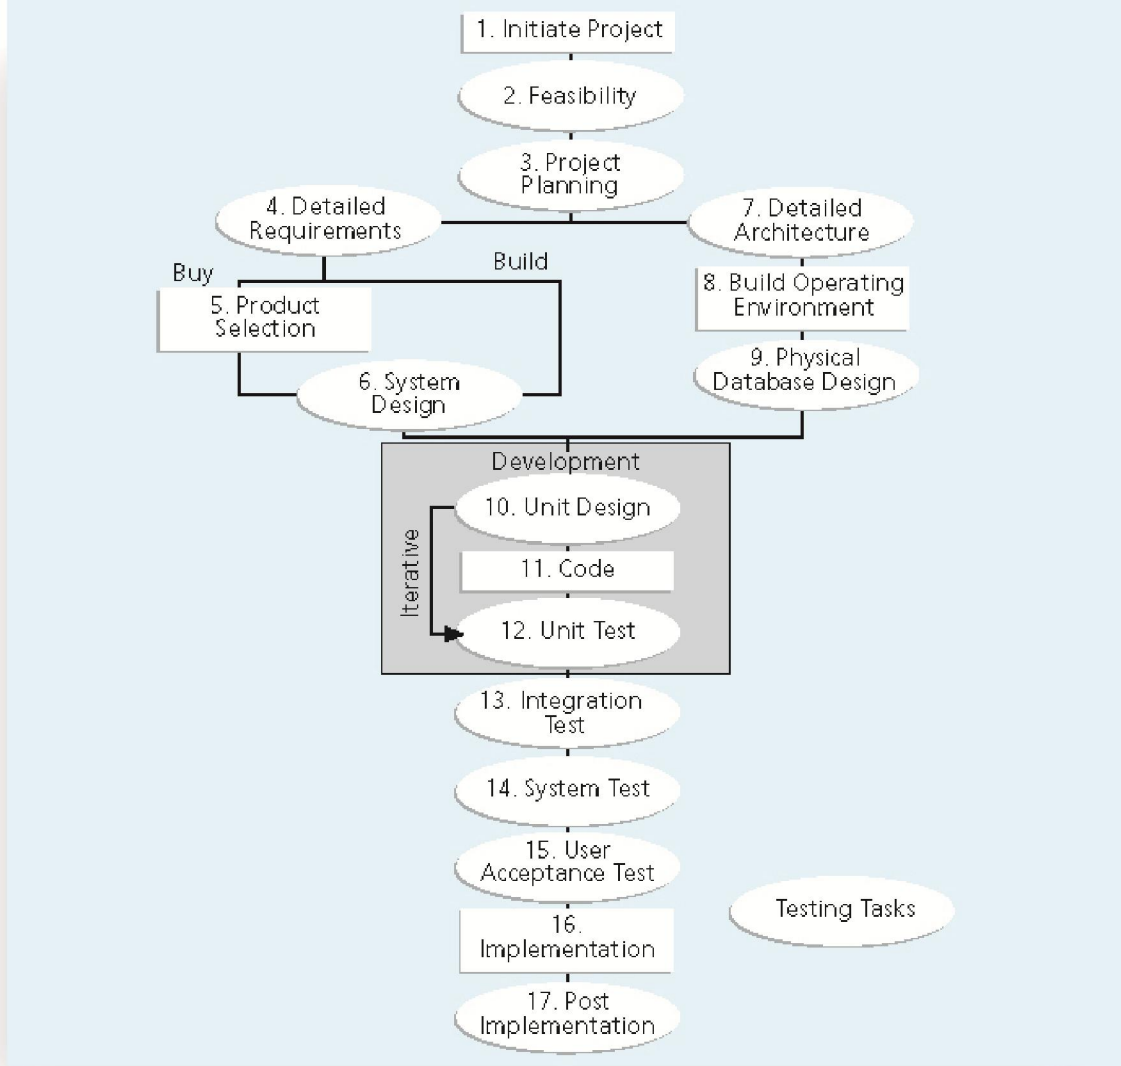 1. Initiate Project
2. Feasibility
3. Project
Planning
4. Detailed
Requirements
7. Detailed
Architecture
Buy
Build
5. Product
Selection
8. Build Operating
Environment
6. System
Design
9. Physical
Database Design
Development
10. Unit Design
Iterative
11. Code
12. Unit Test
13. Integration
Test
14. System Test
15. User
Acceptance Test
Testing Tasks
16.
Implementation
17. Post
Implementation